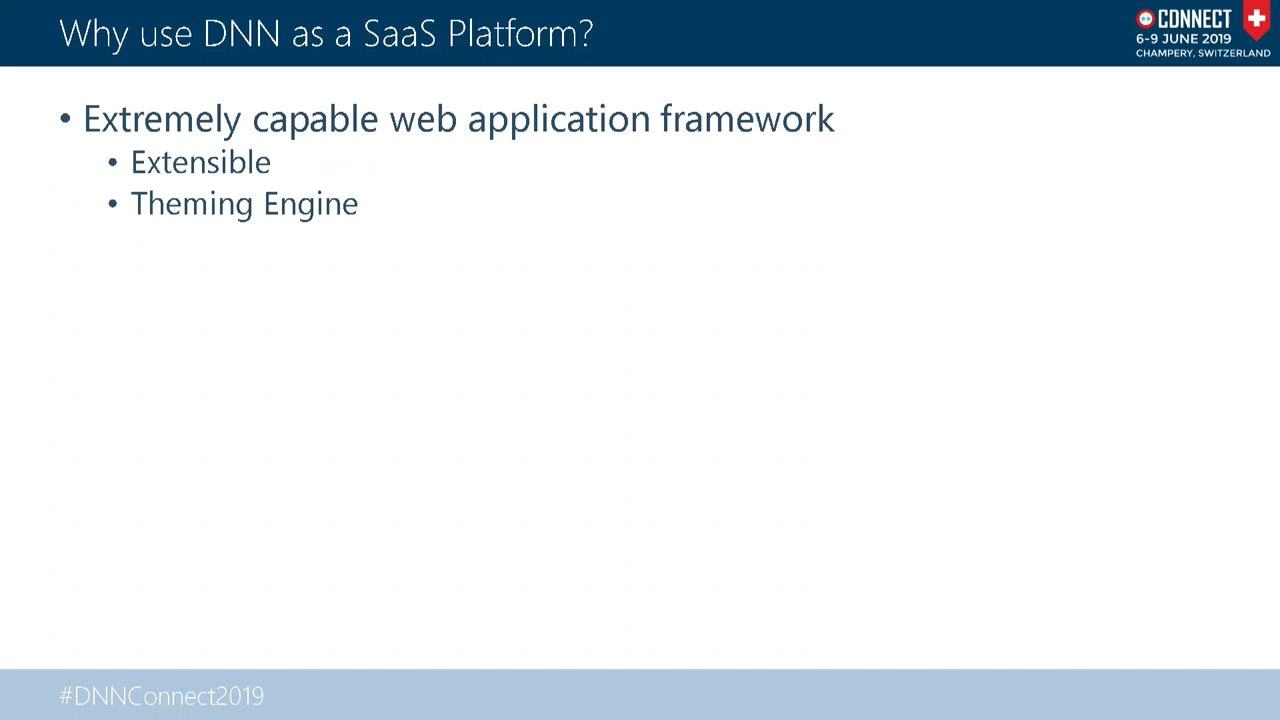 Why use DNN as a SaaS Platform?
CONNECT
6-9 JUNE 2019
CHAMPERY, SWITZERLAND
• Extremely capable web application framework
• Extensible
• Theming Engine
#DNNConnect2019